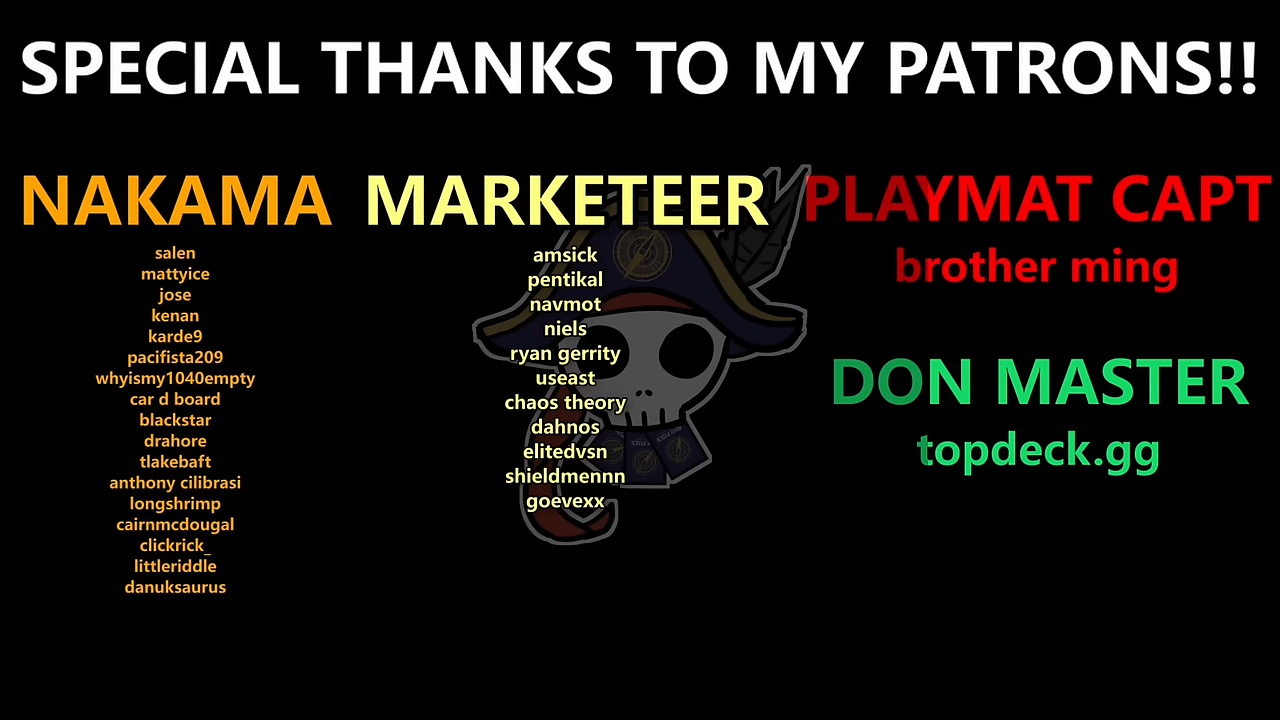 SPECIAL THANKS TO MY PATRONS!!
NAKAMA
salen
mattyice
jose
kenan
karde9
pacifista209
whyismy1040empty
car d board
blackstar
drahore
tlakebaft
anthony cilibrasi
longshrimp
cairnmcdougal
clickrick_
littleriddle
danuksaurus
MARKETEER
amsick
pentikal
navmot
niels
ryan gerrity
useast
chaos theory
dahnos
elitedvsn
shieldmennn
goevexx
PLAYMAT CAPT
brother ming
DON MASTER
topdeck.gg